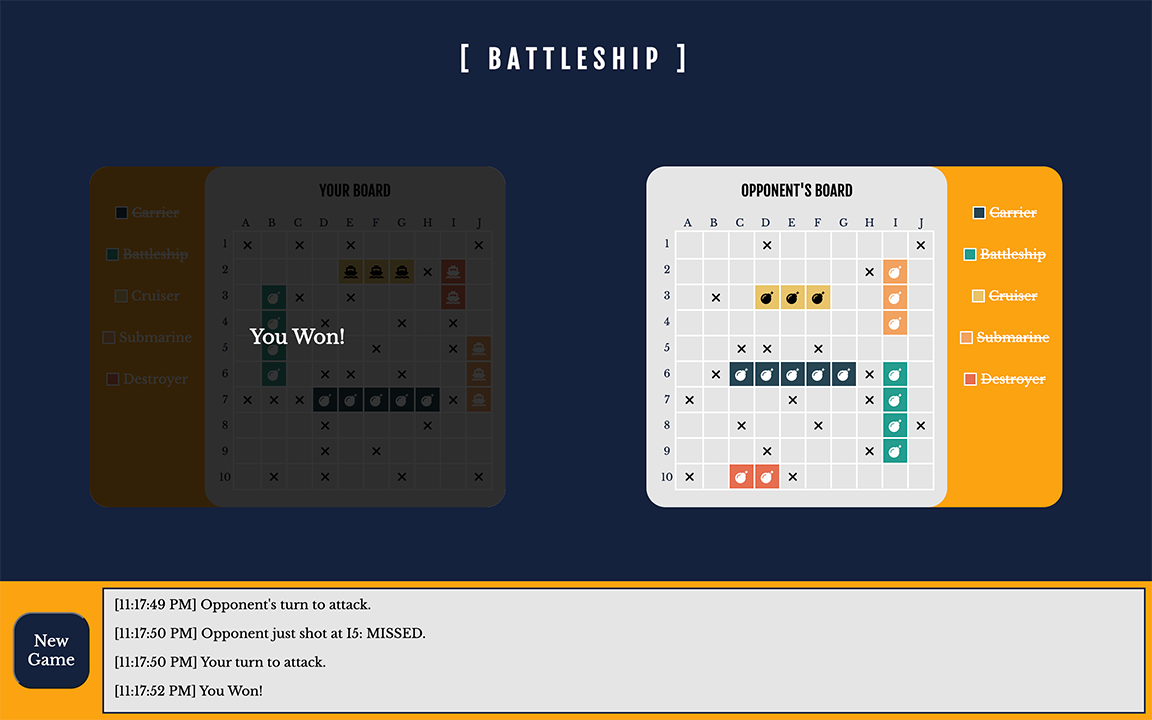 [ BATTLESHIP ]
YOUR BOARD
Carrier
Battleship
Cruiser
Submarine
Destroyer
A B C D E F G H I J
1
2
3
4
5
6
7
8
9
10
You Won!
OPPONENT'S BOARD
A B C D E F G H I J
1
2
3
4
5
6
7
8
9
10
Carrier
Battleship
Cruiser
Submarine
Destroyer
New
Game
[11:17:49 PM] Opponent's turn to attack.
[11:17:50 PM] Opponent just shot at I5: MISSED.
[11:17:50 PM] Your turn to attack.
[11:17:52 PM] You Won!